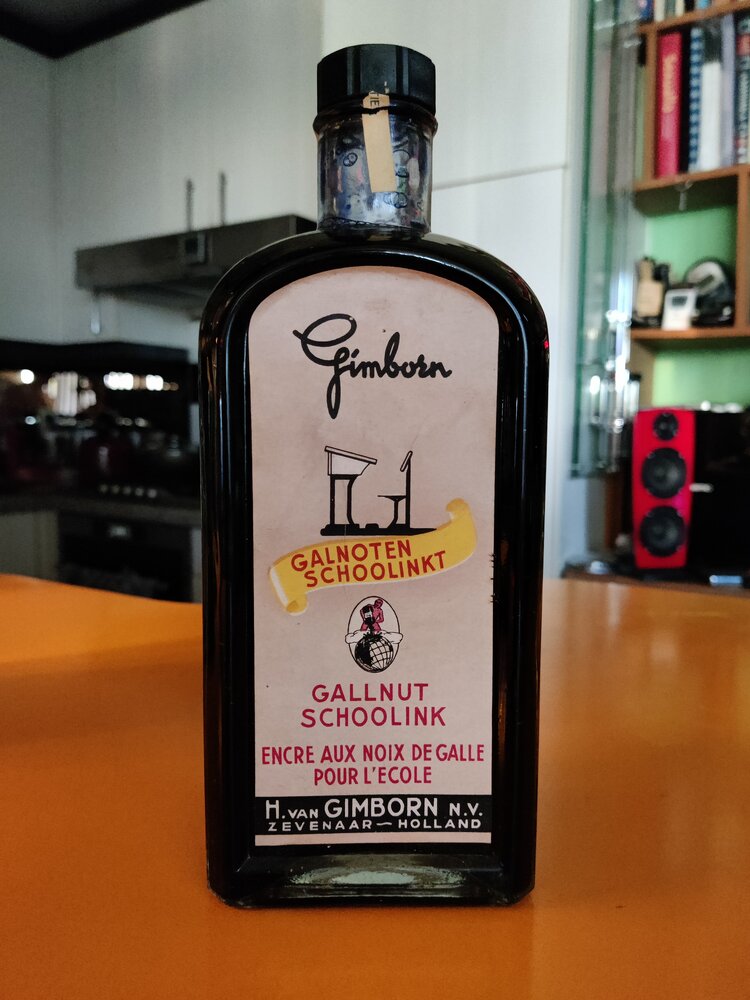 Gimborn
GALNOTEN
SCHOOLINKT
GALLNUT
SCHOOLINK
ENCRE AUX NOIX DE GALLE
POUR L'ECOLE
H. VAN GIMBORN N.V.
ZEVENAAR — HOLLAND